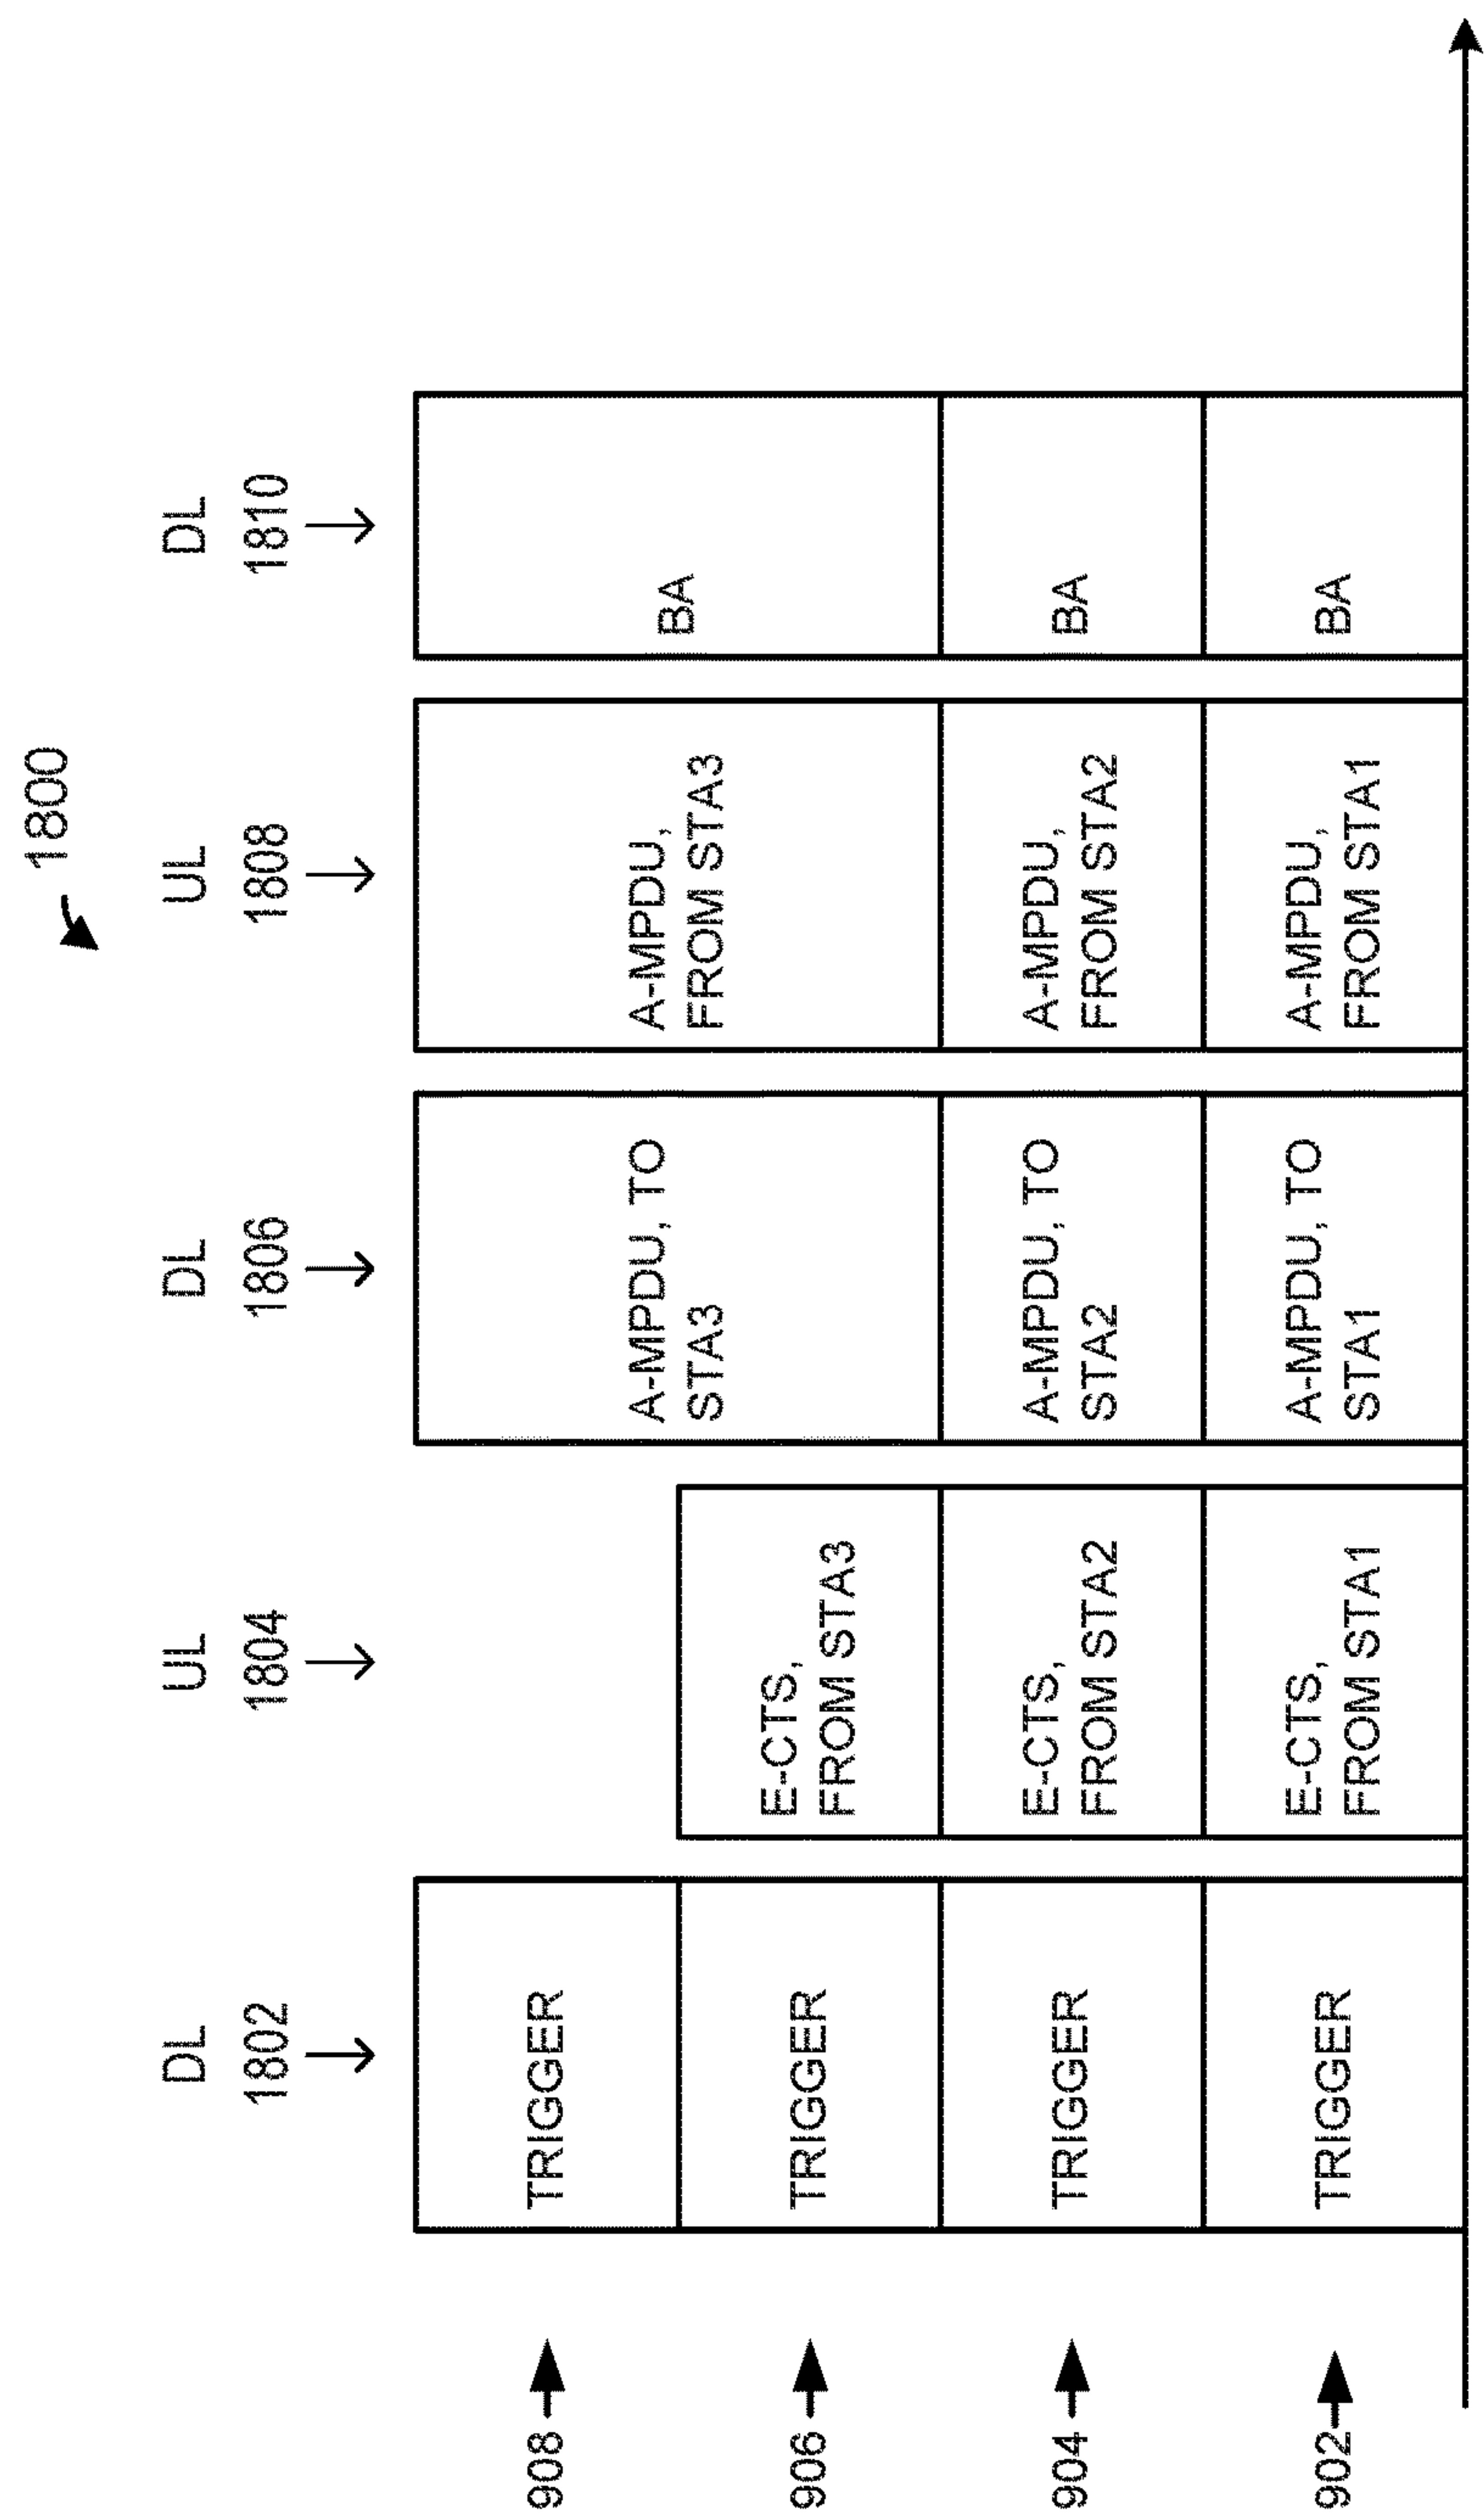 1800
DL
1802
UL
1804
DL
1806
UL
1808
DL
1810
908
TRIGGER
906
TRIGGER
904
TRIGGER
902
TRIGGER
E-CTS,
FROM STA3
E-CTS,
FROM STA2
E-CTS,
FROM STA1
A-MPDU, TO
STA3
A-MPDU, TO
STA2
A-MPDU, TO
STA1
A-MPDU,
FROM STA3
A-MPDU,
FROM STA2
A-MPDU,
FROM STA1
BA
BA
BA